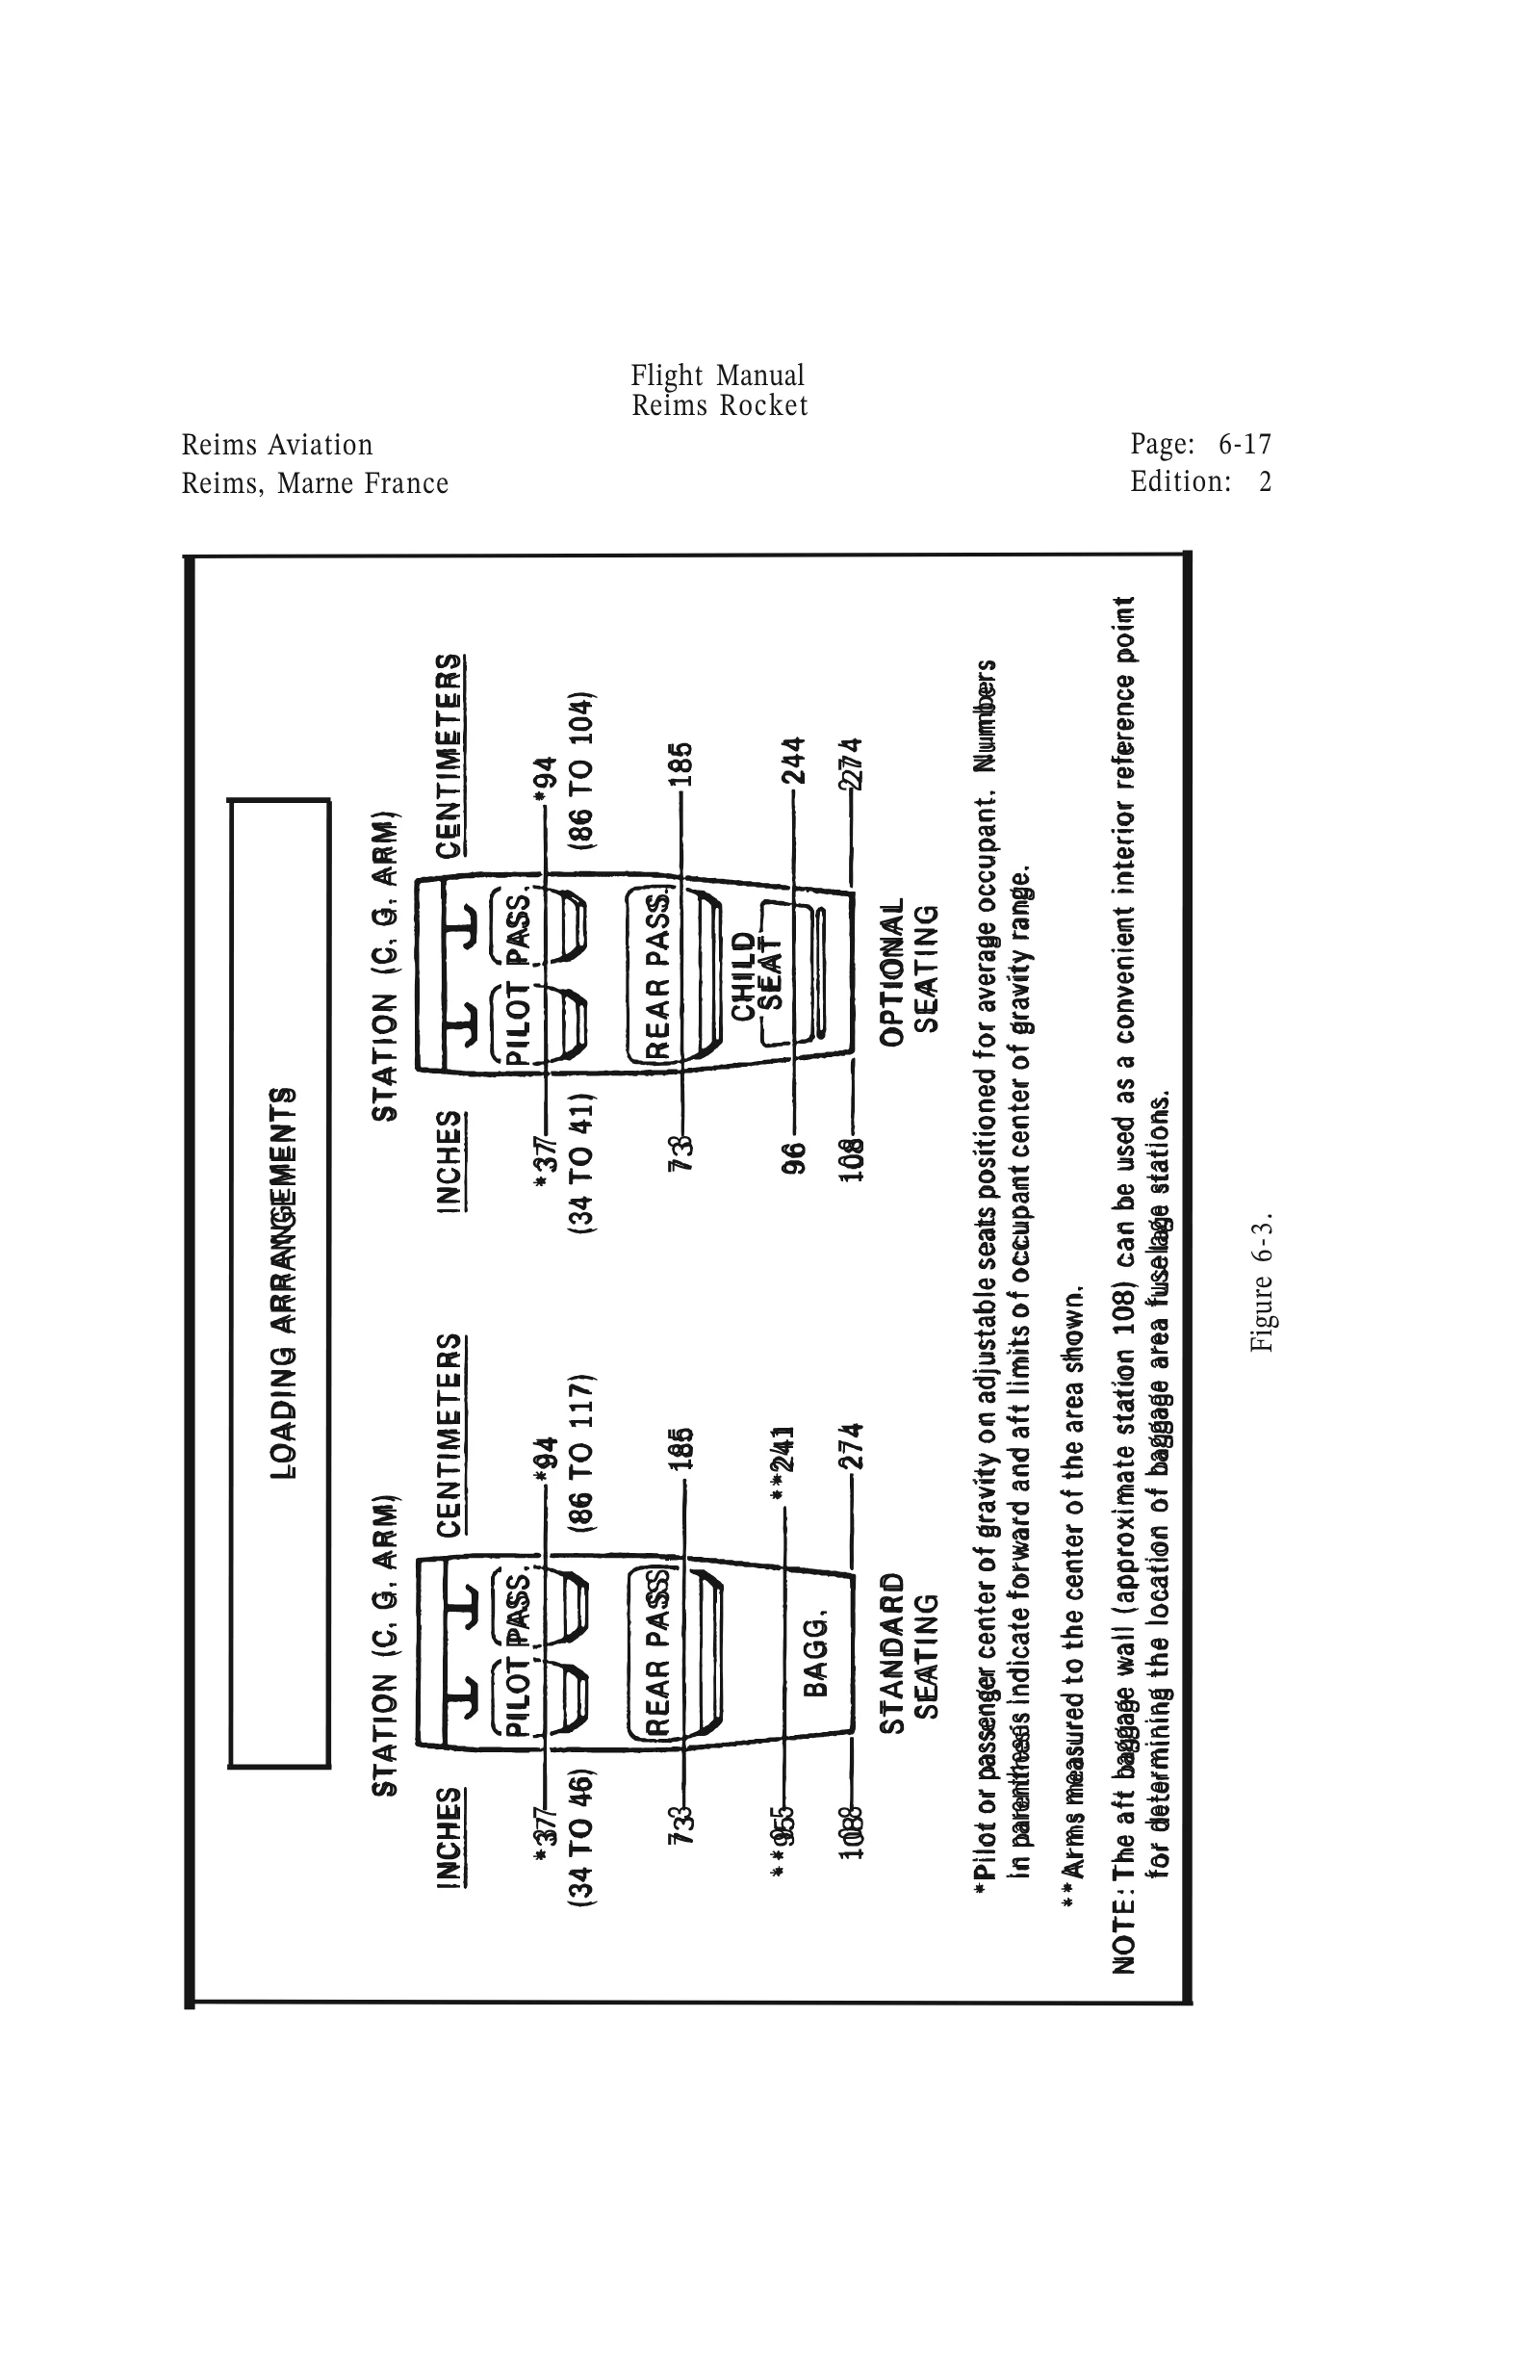 Flight Manual
Reims Rocket
Reims Aviation
Reims, Marne France
Page: 6-17
Edition: 2
LOADING ARRANGEMENTS
STATION (C. G. ARM)
INCHES
CENTIMETERS
PILOT
PASS.
*37
*94
(34 TO 46)
(86 TO 117)
REAR PASS
73
185
**95
**241
BAGG.
108
274
STANDARD
SEATING
STATION (C. G. ARM)
INCHES
CENTIMETERS
PILOT
PASS.
*37
*94
(34 TO 41)
(86 TO 104)
REAR PASS.
73
185
CHILD
SEAT
96
244
108
274
OPTIONAL
SEATING
*Pilot or passenger center of gravity on adjustable seats positioned for average occupant. Numbers
in parentheses indicate forward and aft limits of occupant center of gravity range.
**Arms measured to the center of the area shown.
NOTE: The aft baggage wall (approximate station 108) can be used as a convenient interior reference point
for determining the location of baggage area fuselage stations.
Figure 6-3.